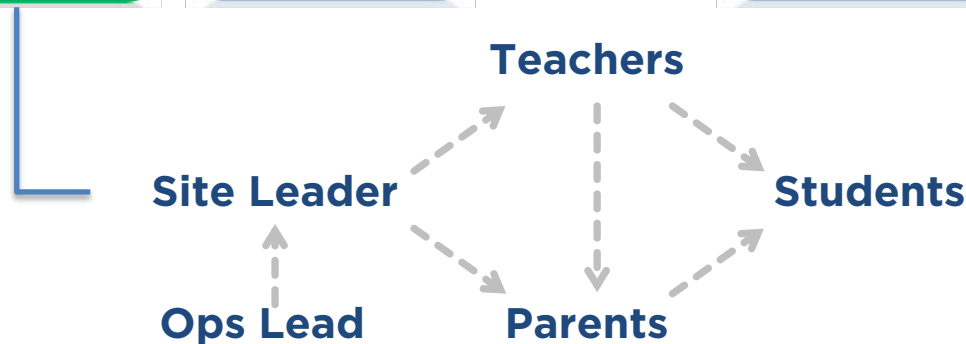 Teachers
Site Leader
Students
Ops Lead
Parents